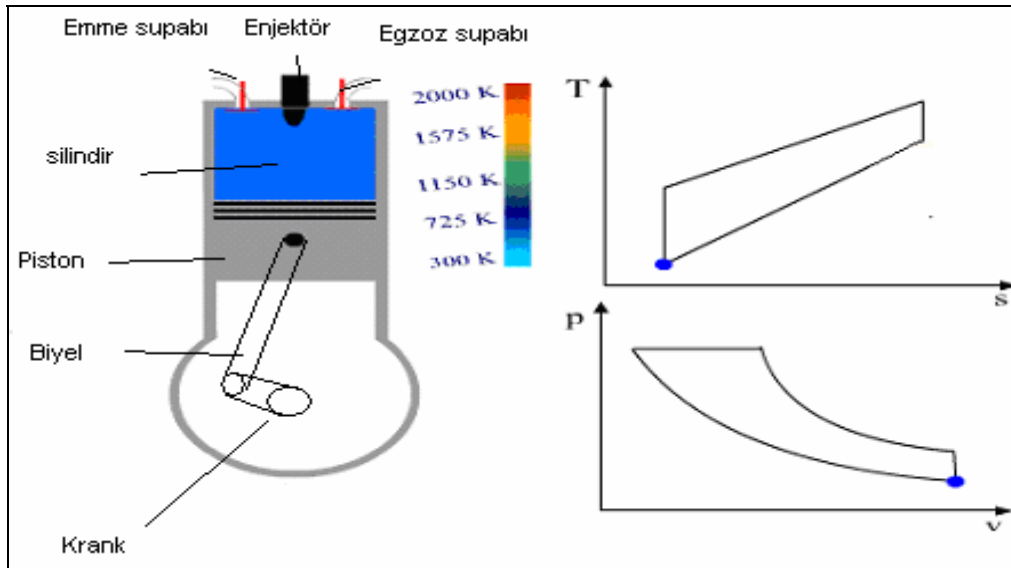 Emme supabı Enjektör Egzoz supabı
silindir
Piston
Biyel
Krank
2000 K
1575 K
1150 K
725 K
300 K
T
s
p
v